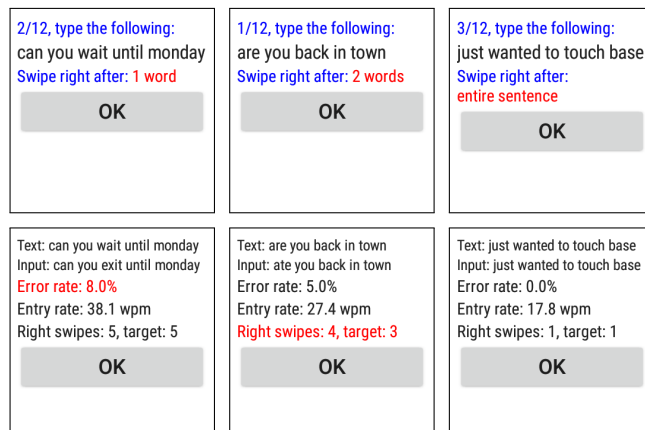 2/12, type the following:
can you wait until monday
Swipe right after: 1 word
OK
1/12, type the following:
are you back in town
Swipe right after: 2 words
OK
3/12, type the following:
just wanted to touch base
Swipe right after:
entire sentence
OK
Text: can you wait until monday
Input: can you exit until monday
Error rate: 8.0%
Entry rate: 38.1 wpm
Right swipes: 5, target: 5
OK
Text: are you back in town
Input: ate you back in town
Error rate: 5.0%
Entry rate: 27.4 wpm
Right swipes: 4, target: 3
OK
Text: just wanted to touch base
Input: just wanted to touch base
Error rate: 0.0%
Entry rate: 17.8 wpm
Right swipes: 1, target: 1
OK